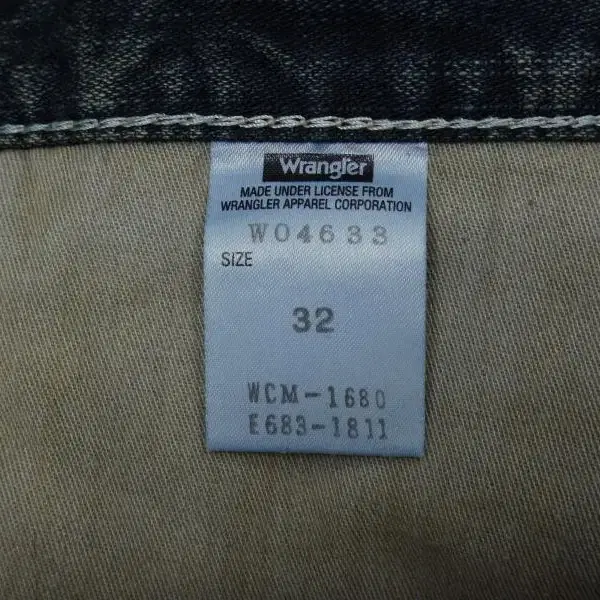 Wrangler
MADE UNDER LICENSE FROM
WRANGLER APPAREL CORPORATION
W04633
SIZE
32
WCM-1680
E683-1811